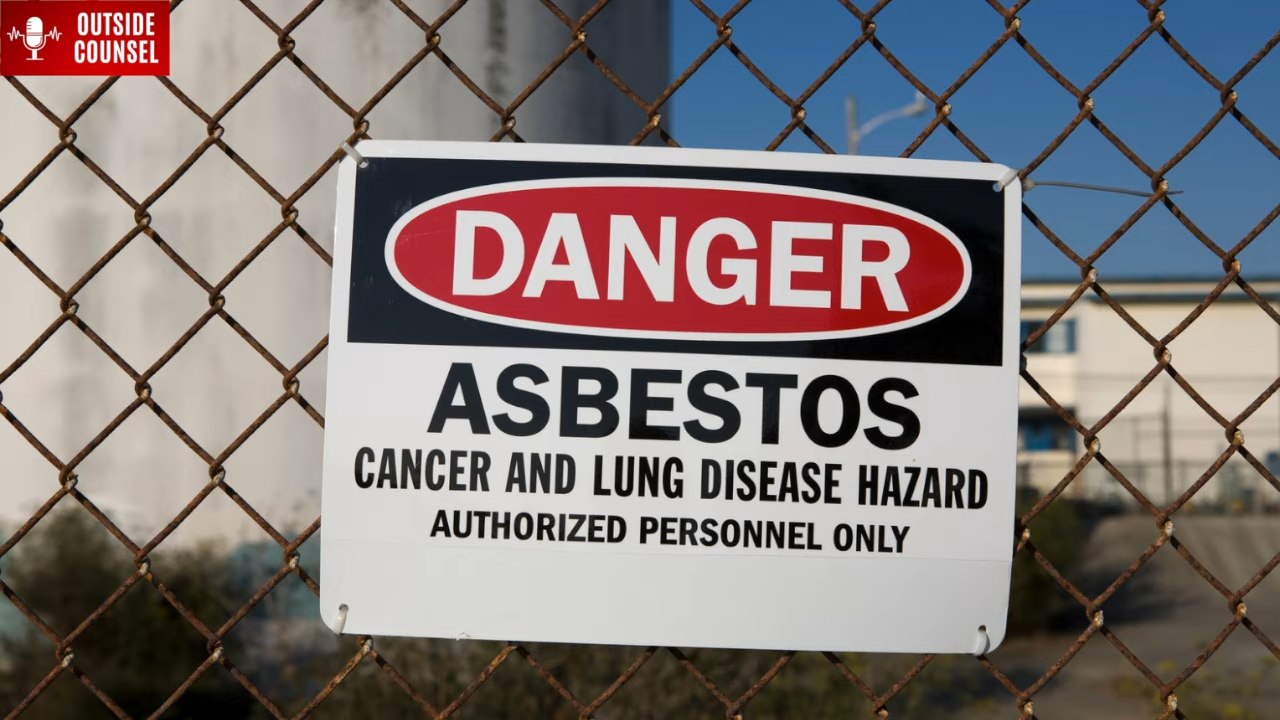 OUTSIDE
COUNSEL
DANGER
ASBESTOS
CANCER AND LUNG DISEASE HAZARD
AUTHORIZED PERSONNEL ONLY